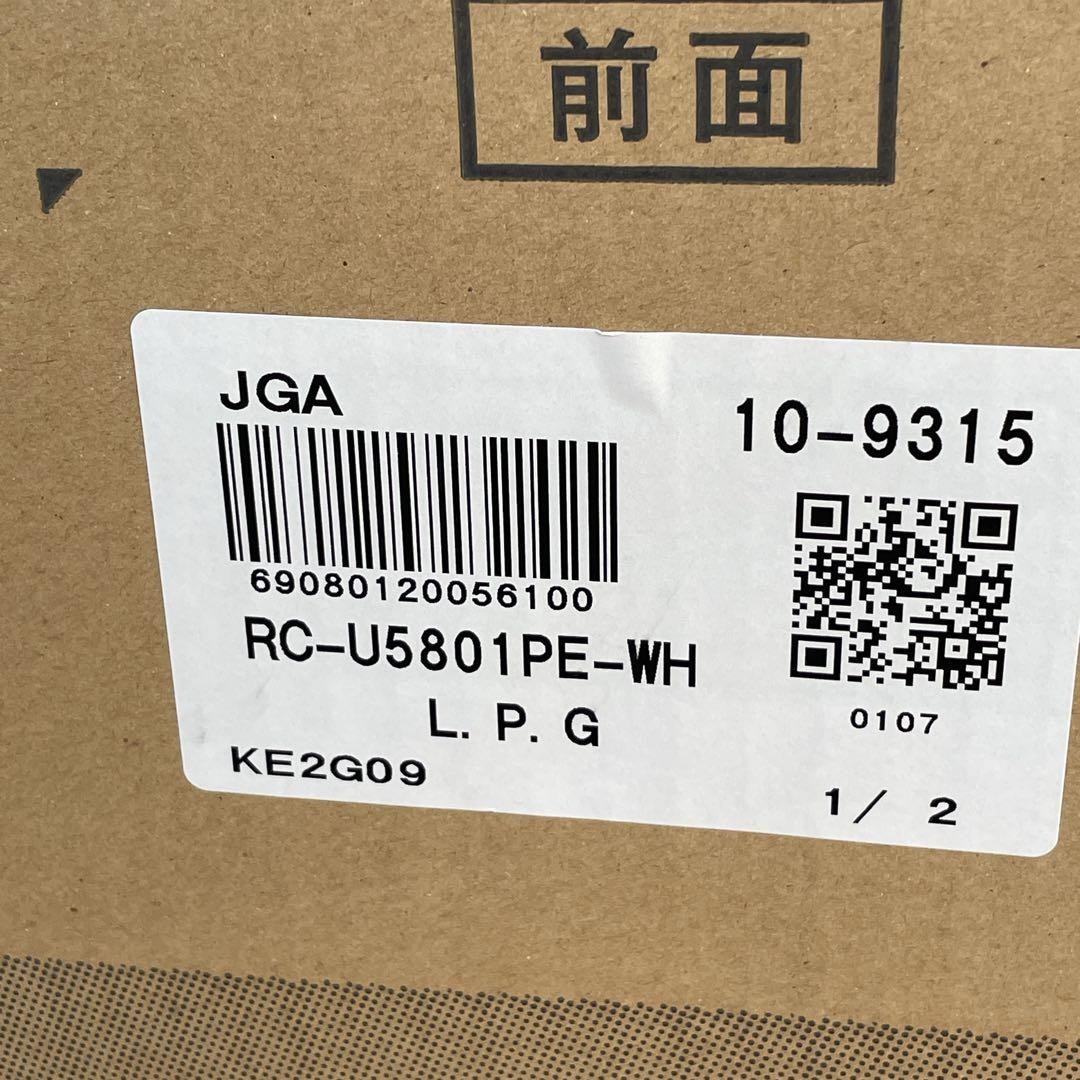 前面
JGA
10-9315
69080120056100
RC-U5801PE-WH
L. P. G
0107
KE2G09
1/ 2